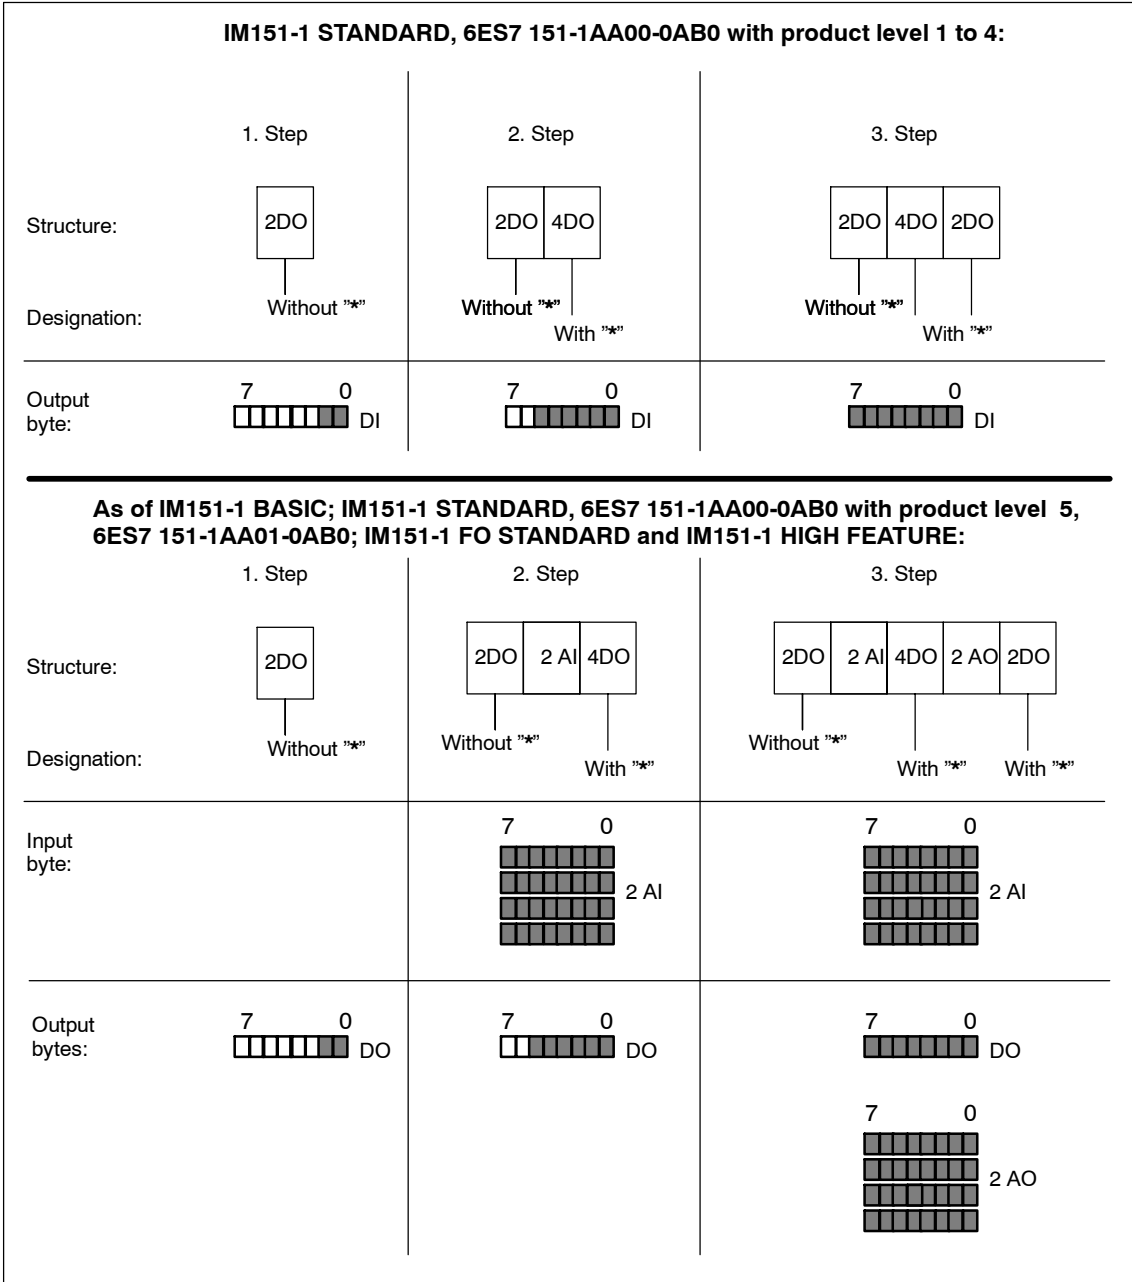 IM151-1 STANDARD, 6ES7 151-1AA00-0AB0 with product level 1 to 4:
1. Step 2. Step 3. Step
Structure: 2DO 2DO 4DO 2DO 4DO 2DO
Designation: Without ”*” Without ”*” With ”*” Without ”*” With ”*”
7 0 7 0 7 0
Output
byte: DI DI DI
As of IM151-1 BASIC; IM151-1 STANDARD, 6ES7 151-1AA00-0AB0 with product level 5,
6ES7 151-1AA01-0AB0; IM151-1 FO STANDARD and IM151-1 HIGH FEATURE:
1. Step 2. Step 3. Step
Structure: 2DO 2DO 2 AI 4DO 2DO 2 AI 4DO 2 AO 2DO
Designation: Without ”*” Without ”*” With ”*” Without ”*” With ”*” With ”*”
7 0 7 0
Input
byte:
2 AI 2 AI
7 0 7 0 7 0
Output
bytes: DO DO DO
7 0
2 AO